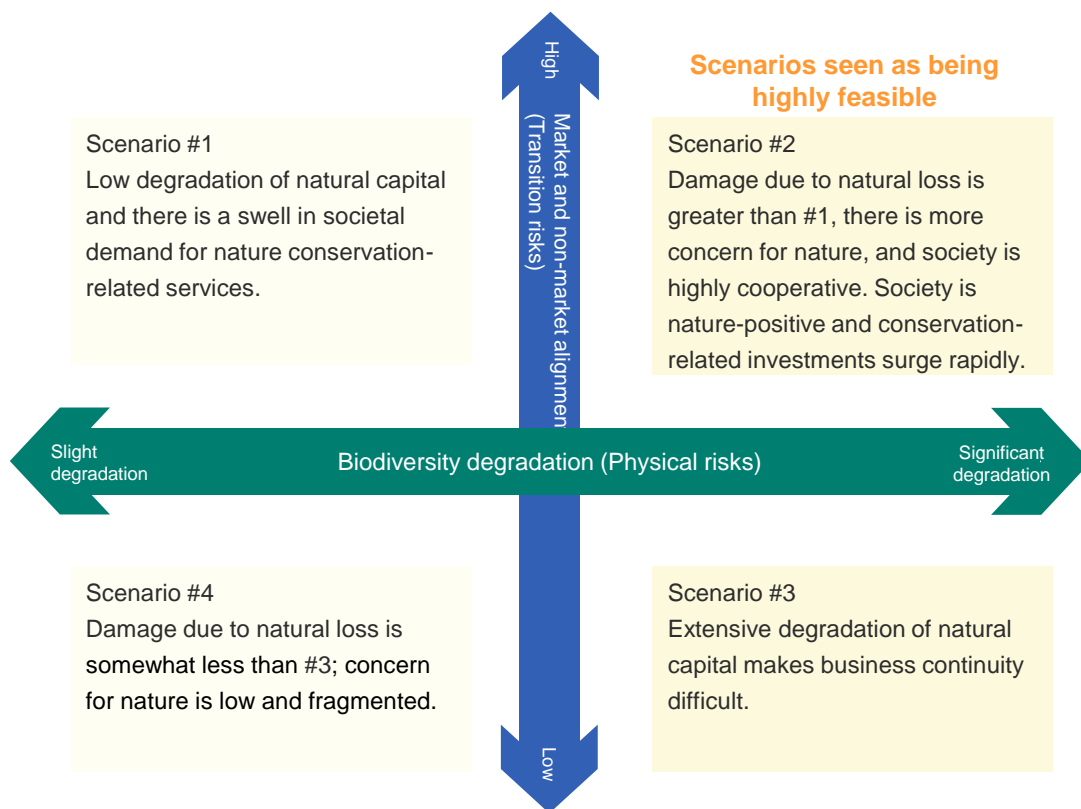 Scenarios seen as being
highly feasible
High
Market and non-market alignmen
(Transition risks)
Scenario #1
Low degradation of natural capital
and there is a swell in societal
demand for nature conservation-
related services.
Scenario #2
Damage due to natural loss is
greater than #1, there is more
concern for nature, and society is
highly cooperative. Society is
nature-positive and conservation-
related investments surge rapidly.
Slight
degradation
Biodiversity degradation (Physical risks)
Significant
degradation
Scenario #4
Damage due to natural loss is
somewhat less than #3; concern
for nature is low and fragmented.
Scenario #3
Extensive degradation of natural
capital makes business continuity
difficult.
Low